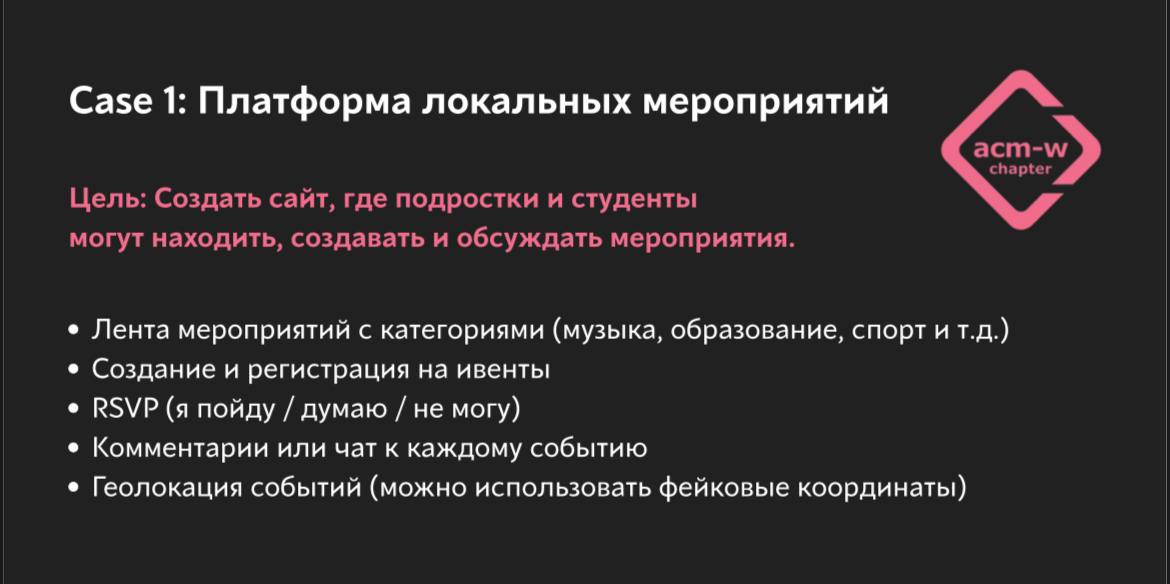 Case 1: Платформа локальных мероприятий
acm-w
chapter
Цель: Создать сайт, где подростки и студенты
могут находить, создавать и обсуждать мероприятия.
• Лента мероприятий с категориями (музыка, образование, спорт и т.д.)
• Создание и регистрация на ивенты
• RSVP (я пойду / думаю / не могу)
• Комментарии или чат к каждому событию
• Геолокация событий (можно использовать фейковые координаты)